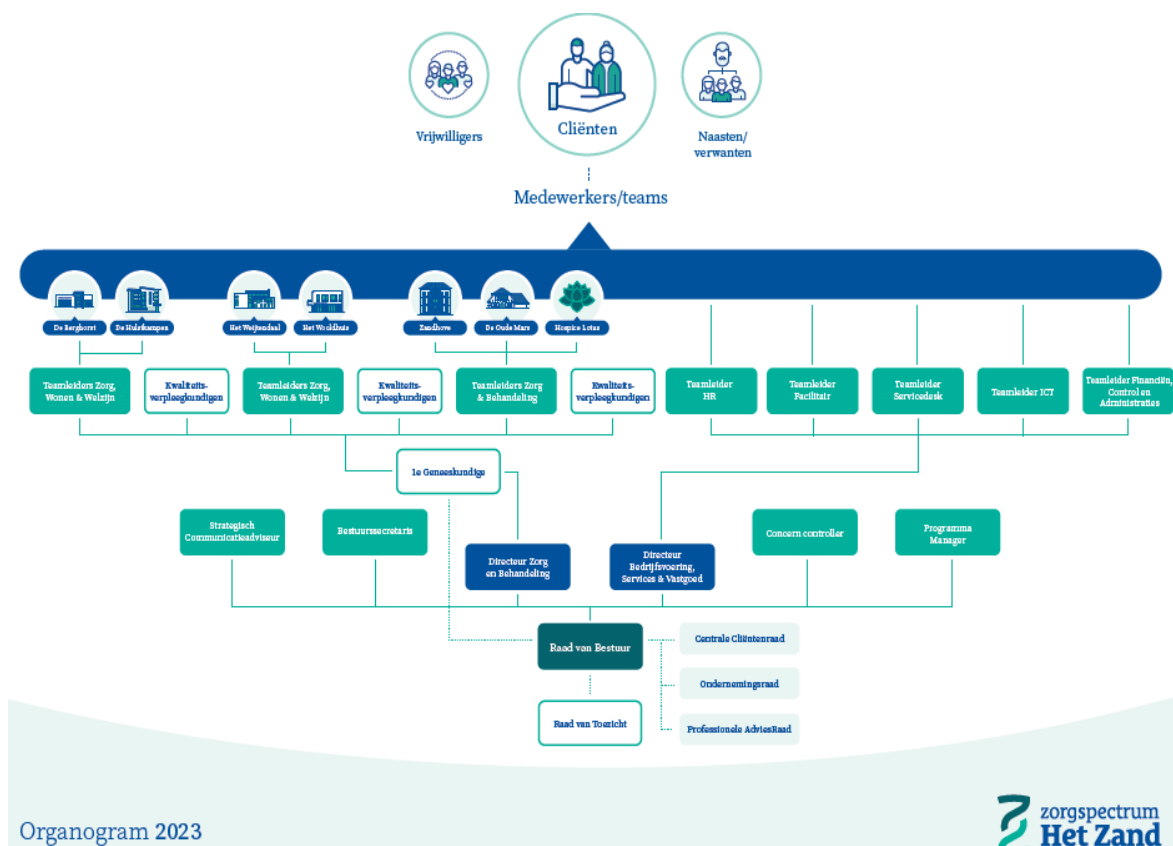 Vrijwilligers
Cliënten
Naasten/
verwanten
Medewerkers/teams
De Berghorst
De Hulstkampen
Het Weijtendaal
Het Woldhuis
Zandhove
De Oude Mars
Hospice Lotus
Teamleiders Zorg,
Wonen & Welzijn
Kwaliteits-
verpleegkundigen
Teamleiders Zorg,
Wonen & Welzijn
Kwaliteits-
verpleegkundigen
Teamleiders Zorg
& Behandeling
Kwaliteits-
verpleegkundigen
Teamleider
HR
Teamleider
Facilitair
Teamleider
Servicedesk
Teamleider ICT
Teamleider Financiën,
Control en
Administraties
1e Geneeskundige
Strategisch
Communicatieadviseur
Bestuurssecretaris
Directeur Zorg
en Behandeling
Directeur
Bedrijfsvoering,
Services & Vastgoed
Concern controller
Programma
Manager
Raad van Bestuur
Centrale Cliëntenraad
Ondernemingsraad
Raad van Toezicht
Professionele AdviesRaad
Organogram 2023
zorgspectrum
Het Zand